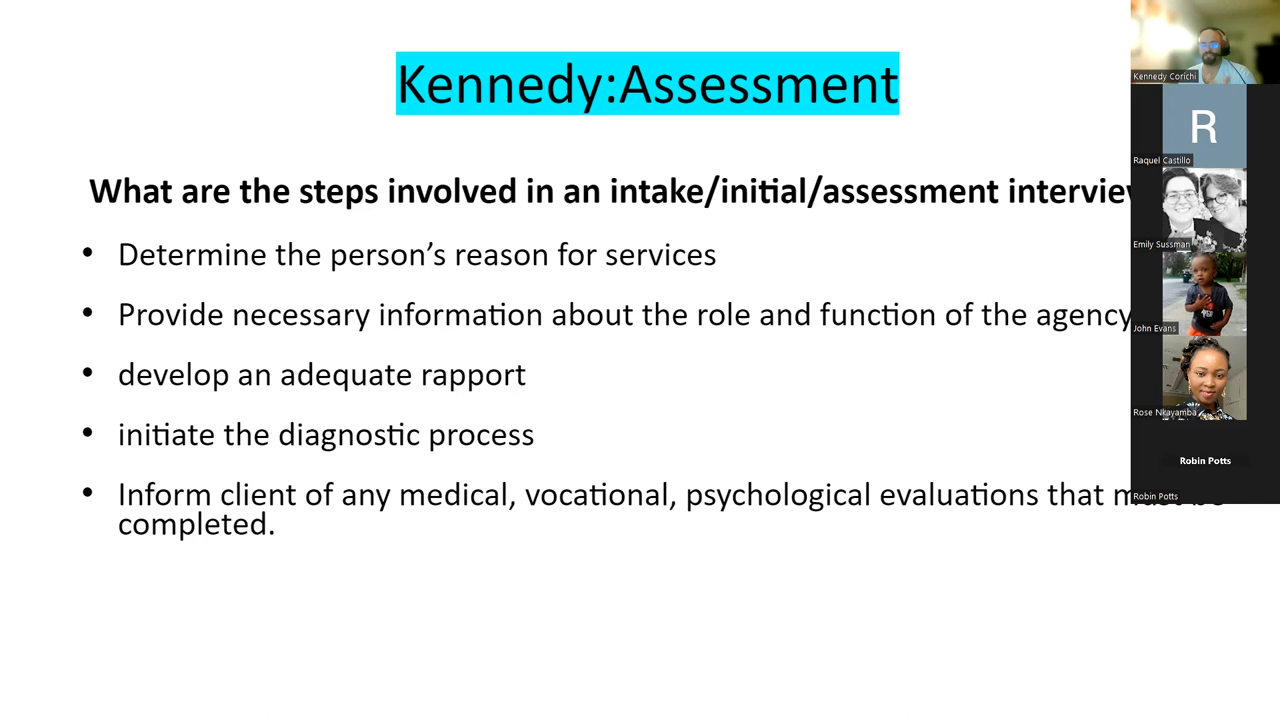 Kennedy:Assessment
What are the steps involved in an intake/initial/assessment
• Determine the person’s reason for services
• Provide necessary information about the role and function of the agency
• develop an adequate rapport
• initiate the diagnostic process
• Inform client of any medical, vocational, psychological evaluations that
completed.
Kennedy Corichi
R
Raquel Castillo
Emily Sussman
John Evans
Rose Nkayamba
Robin Potts
Robin Potts